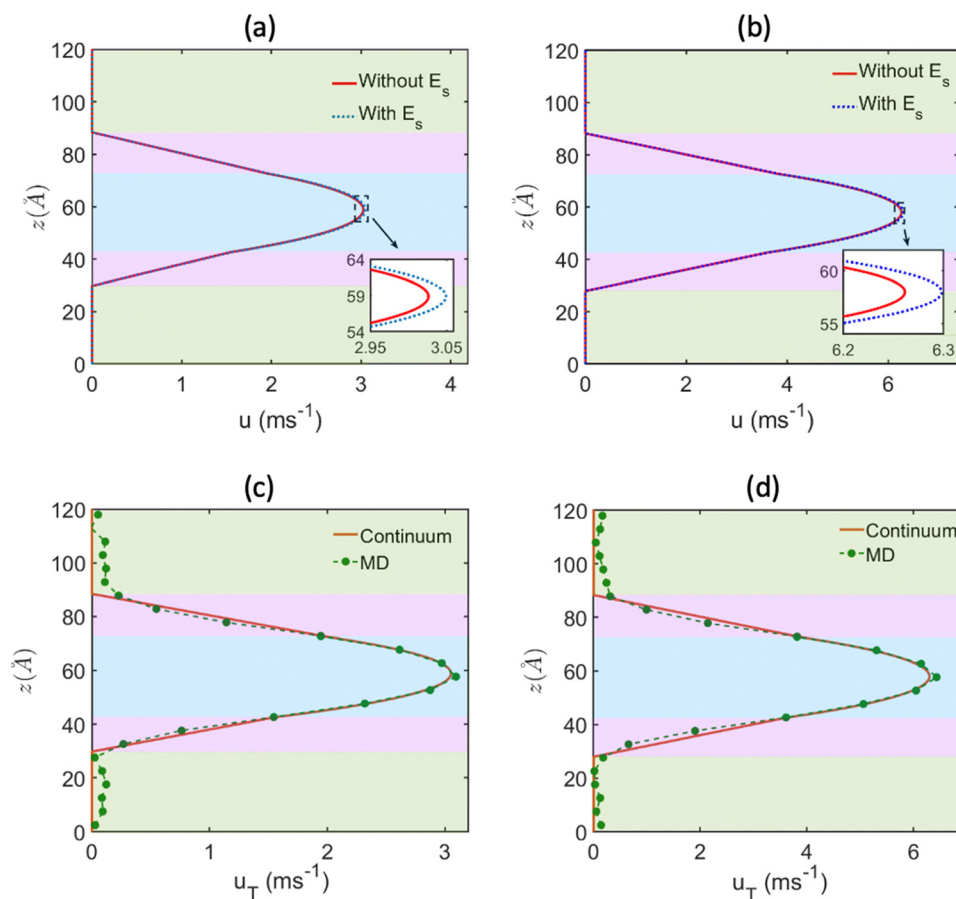 (a)
120
100
80
60
40
20
0
z(Å)
Without E_s
With E_s
64
59
54
2.95 3.05
0 1 2 3 4
u (ms⁻¹)
(b)
120
100
80
60
40
20
0
z(Å)
Without E_s
With E_s
60
55
6.2 6.3
0 2 4 6
u (ms⁻¹)
(c)
120
100
80
60
40
20
0
z(Å)
Continuum
MD
0 1 2 3
u_T (ms⁻¹)
(d)
120
100
80
60
40
20
0
z(Å)
Continuum
MD
0 2 4 6
u_T (ms⁻¹)